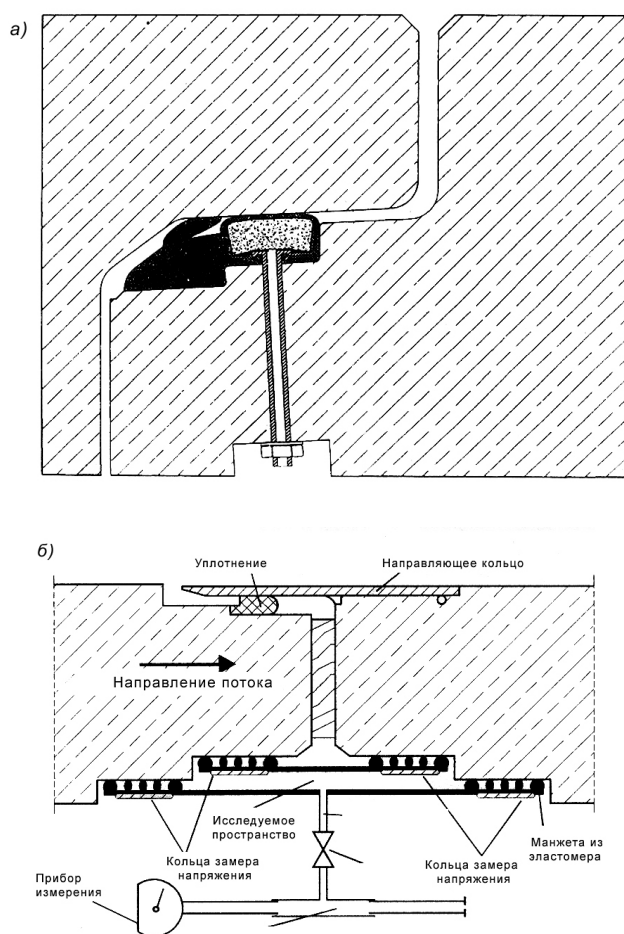 а)
б)
Уплотнение
Направляющее кольцо
Направление потока
Исследуемое
пространство
Манжета из
эластомера
Кольца замера
напряжения
Кольца замера
напряжения
Прибор
измерения